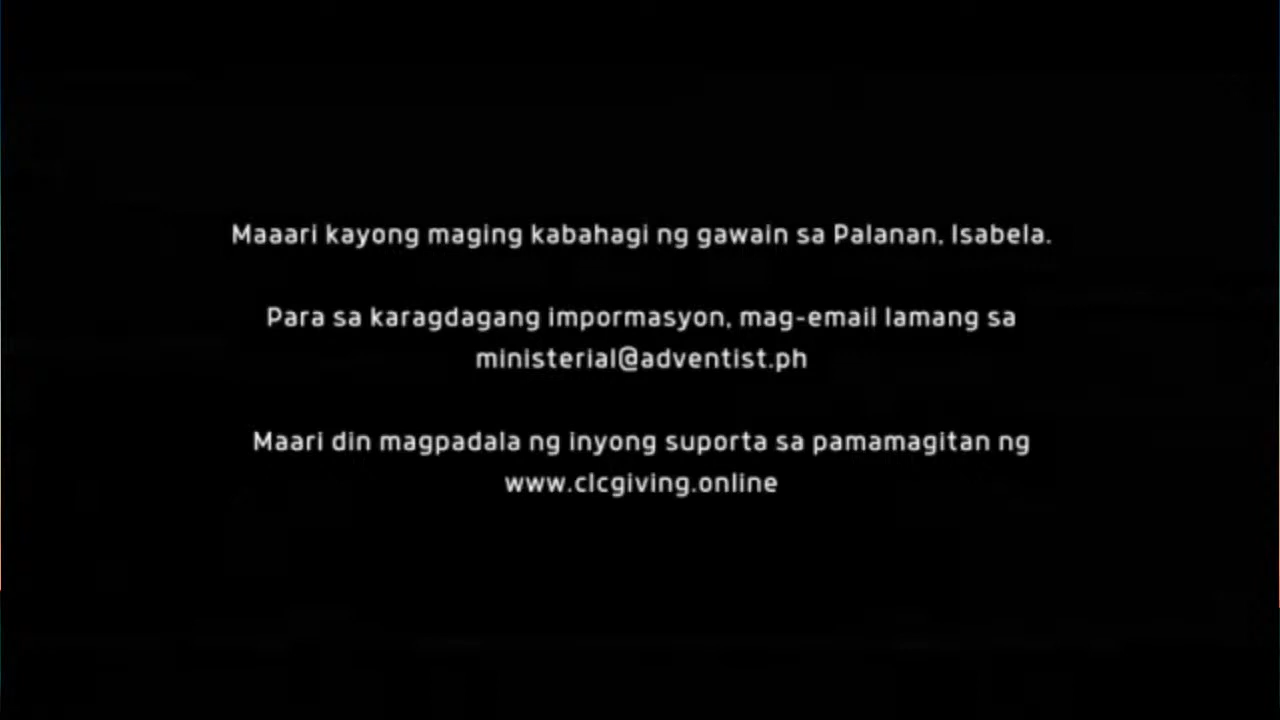 Maaari kayong maging kabahagi ng gawain sa Palanan, Isabela.
Para sa karagdagang impormasyon, mag-email lamang sa
ministerial@adventist.ph
Maari din magpadala ng inyong suporta sa pamamagitan ng
www.clcgiving.online